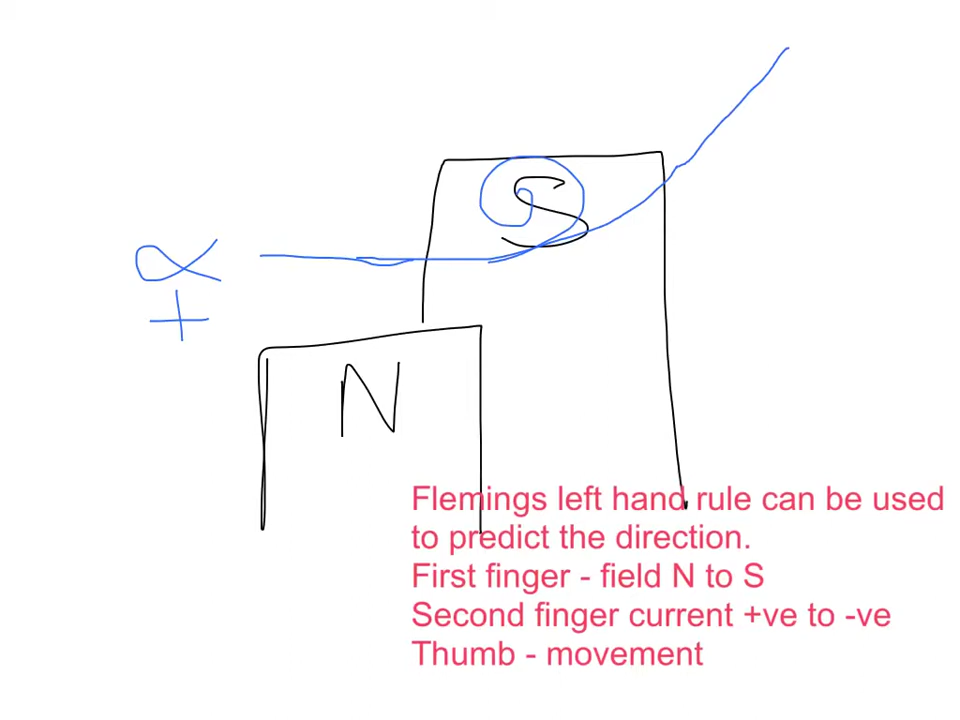 S
α
+
N
Flemings left hand rule can be used
to predict the direction.
First finger - field N to S
Second finger current +ve to -ve
Thumb - movement